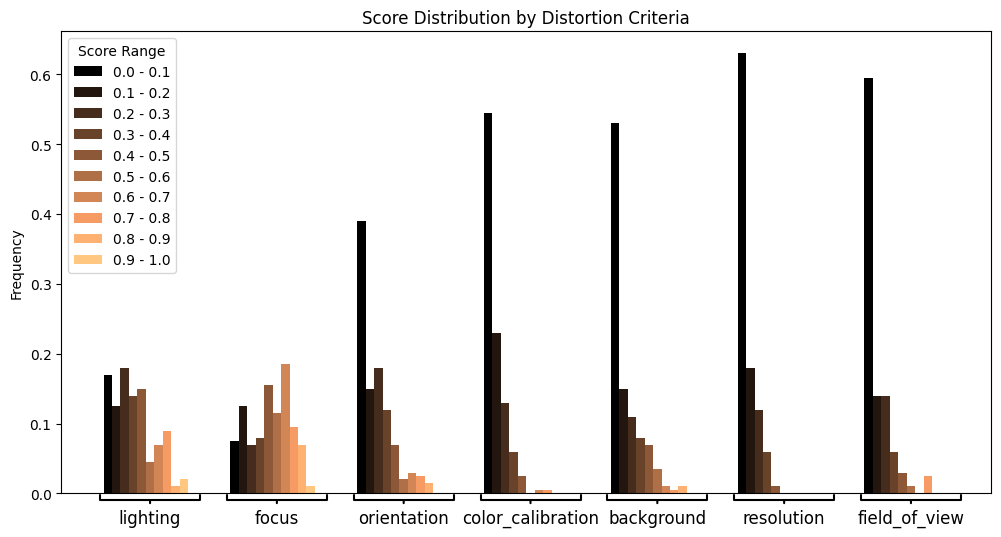 Score Distribution by Distortion Criteria
Score Range
0.0 - 0.1
0.1 - 0.2
0.2 - 0.3
0.3 - 0.4
0.4 - 0.5
0.5 - 0.6
0.6 - 0.7
0.7 - 0.8
0.8 - 0.9
0.9 - 1.0
Frequency
0.6
0.5
0.4
0.3
0.2
0.1
0.0
lighting focus orientation color_calibration background resolution field_of_view